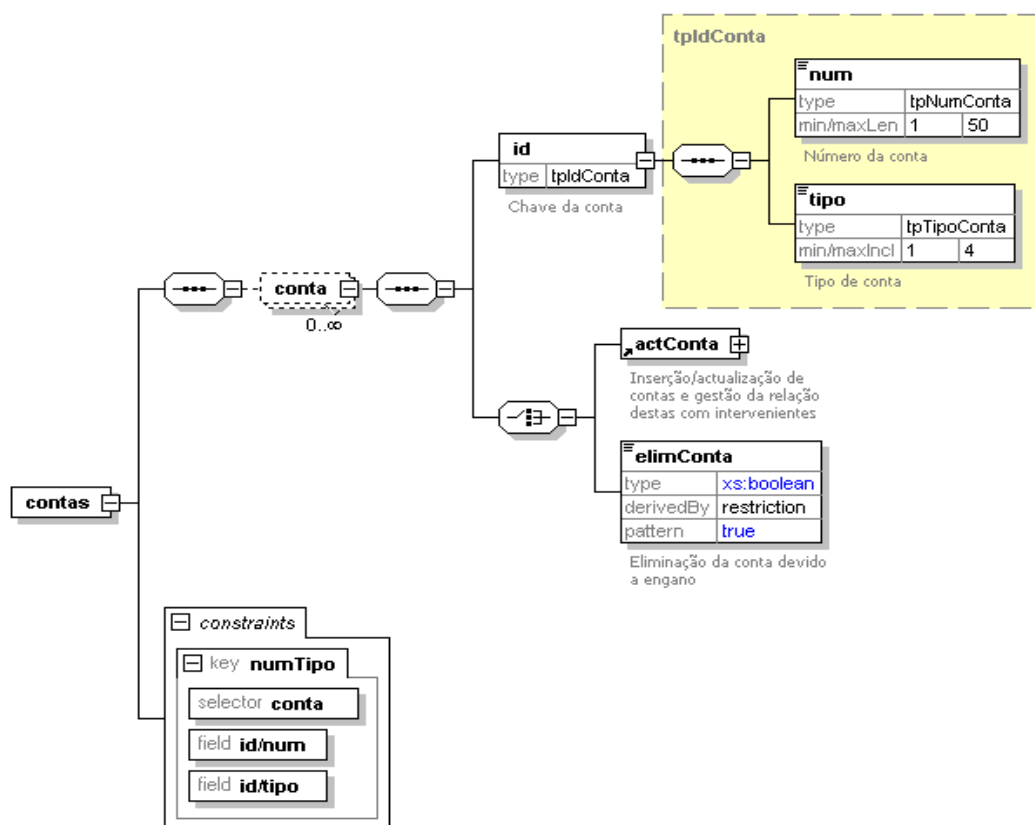 tpIdConta
num
type tpNumConta
min/maxLen 1 50
Número da conta
id
type tpIdConta
Chave da conta
tipo
type tpTipoConta
min/maxIncl 1 4
Tipo de conta
conta
0..∞
actConta
Inserção/actualização de
contas e gestão da relação
destas com intervenientes
elimConta
type xs:boolean
derivedBy restriction
pattern true
Eliminação da conta devido
a engano
contas
constraints
key numTipo
selector conta
field id/num
field id/tipo